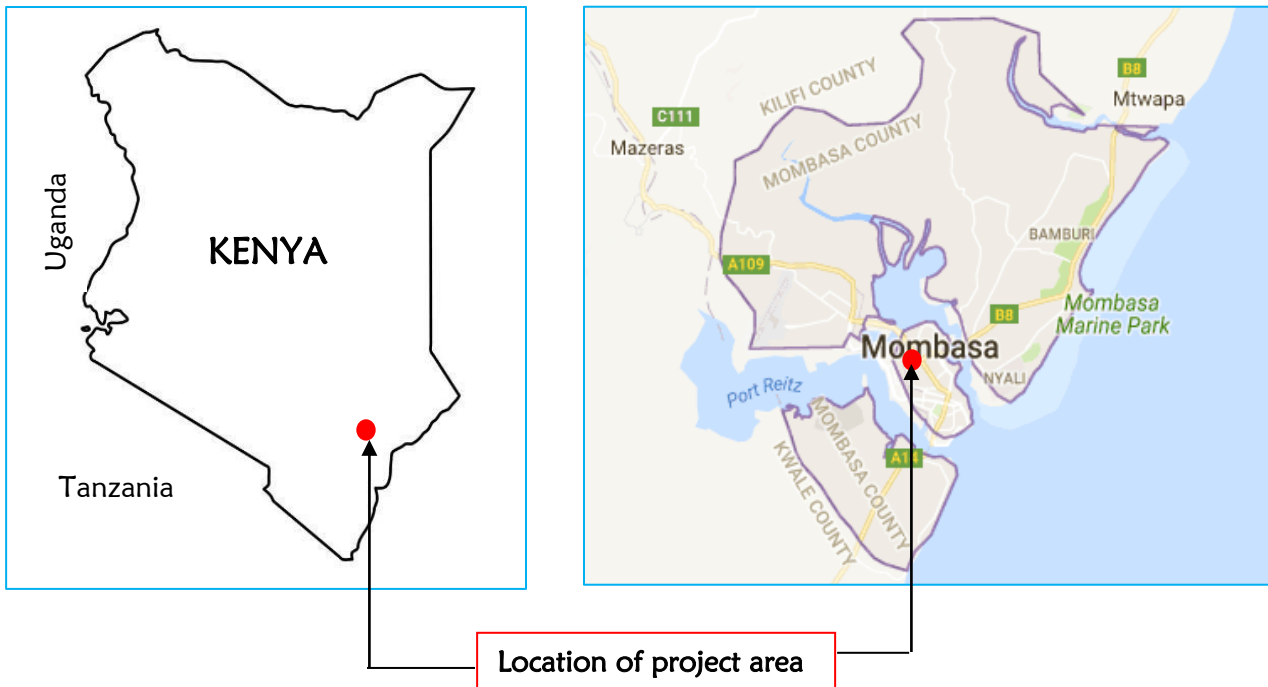 Uganda
KENYA
Tanzania
B8
Mtwapa
KILIFI COUNTY
C111
Mazeras
MOMBASA COUNTY
BAMBURI
A109
Mombasa
Marine Park
B8
Mombasa
NYALI
Port Reitz
MOMBASA COUNTY
A14
KWALE COUNTY
Location of project area